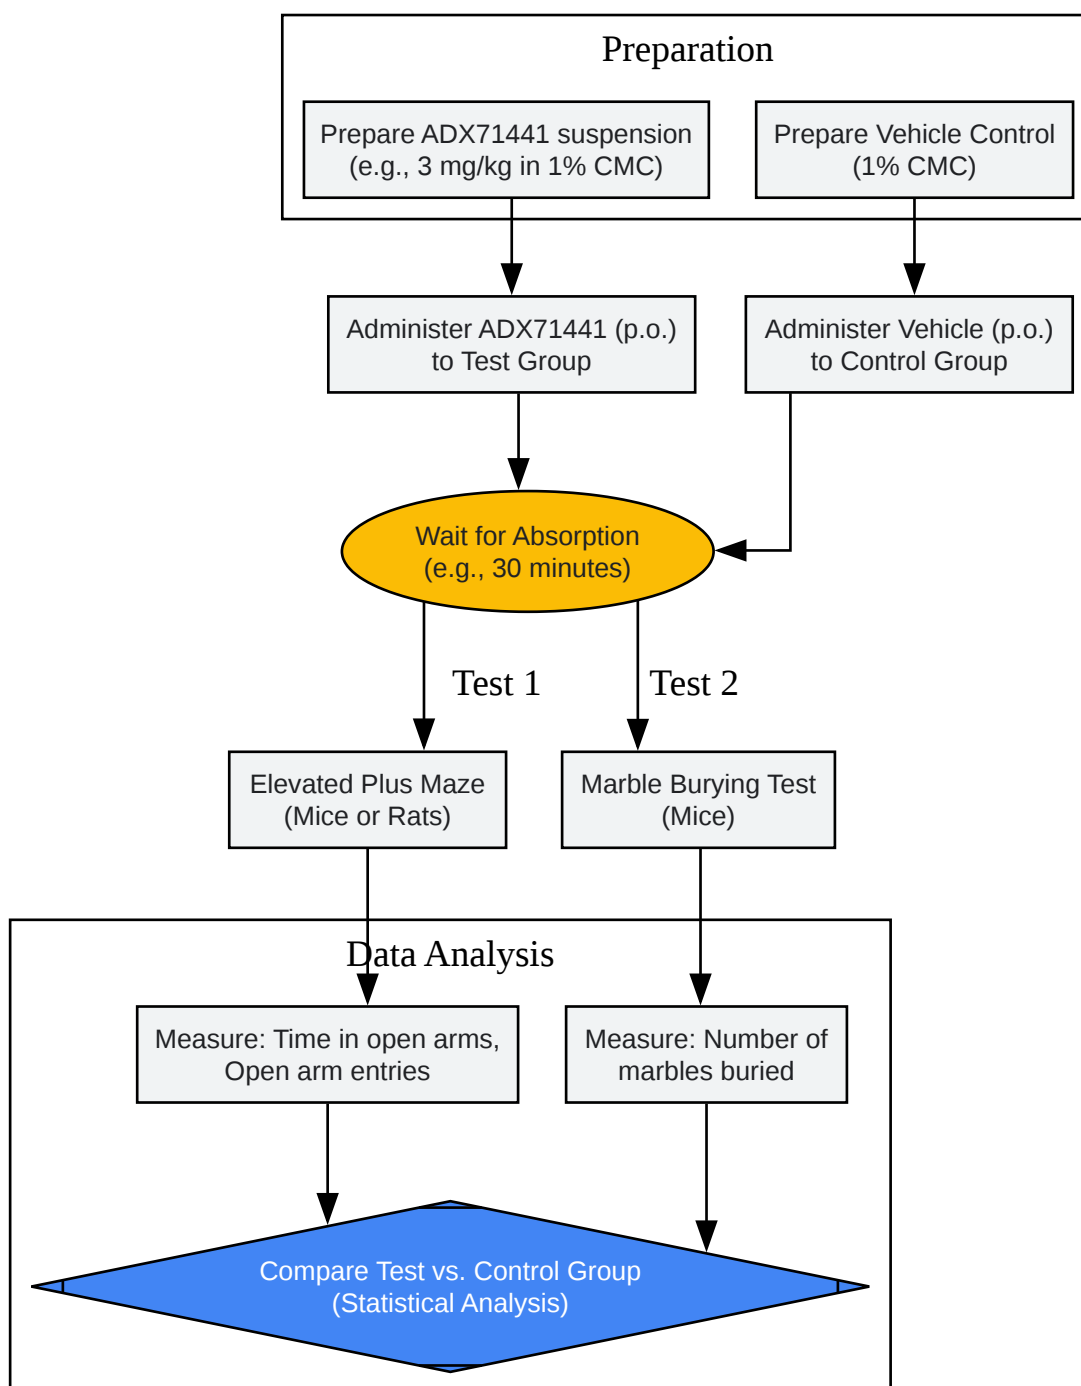 Preparation
Prepare ADX71441 suspension
(e.g., 3 mg/kg in 1% CMC)
Prepare Vehicle Control
(1% CMC)
Administer ADX71441 (p.o.)
to Test Group
Administer Vehicle (p.o.)
to Control Group
Wait for Absorption
(e.g., 30 minutes)
Test 1
Test 2
Elevated Plus Maze
(Mice or Rats)
Marble Burying Test
(Mice)
Data Analysis
Measure: Time in open arms,
Open arm entries
Measure: Number of
marbles buried
Compare Test vs. Control Group
(Statistical Analysis)